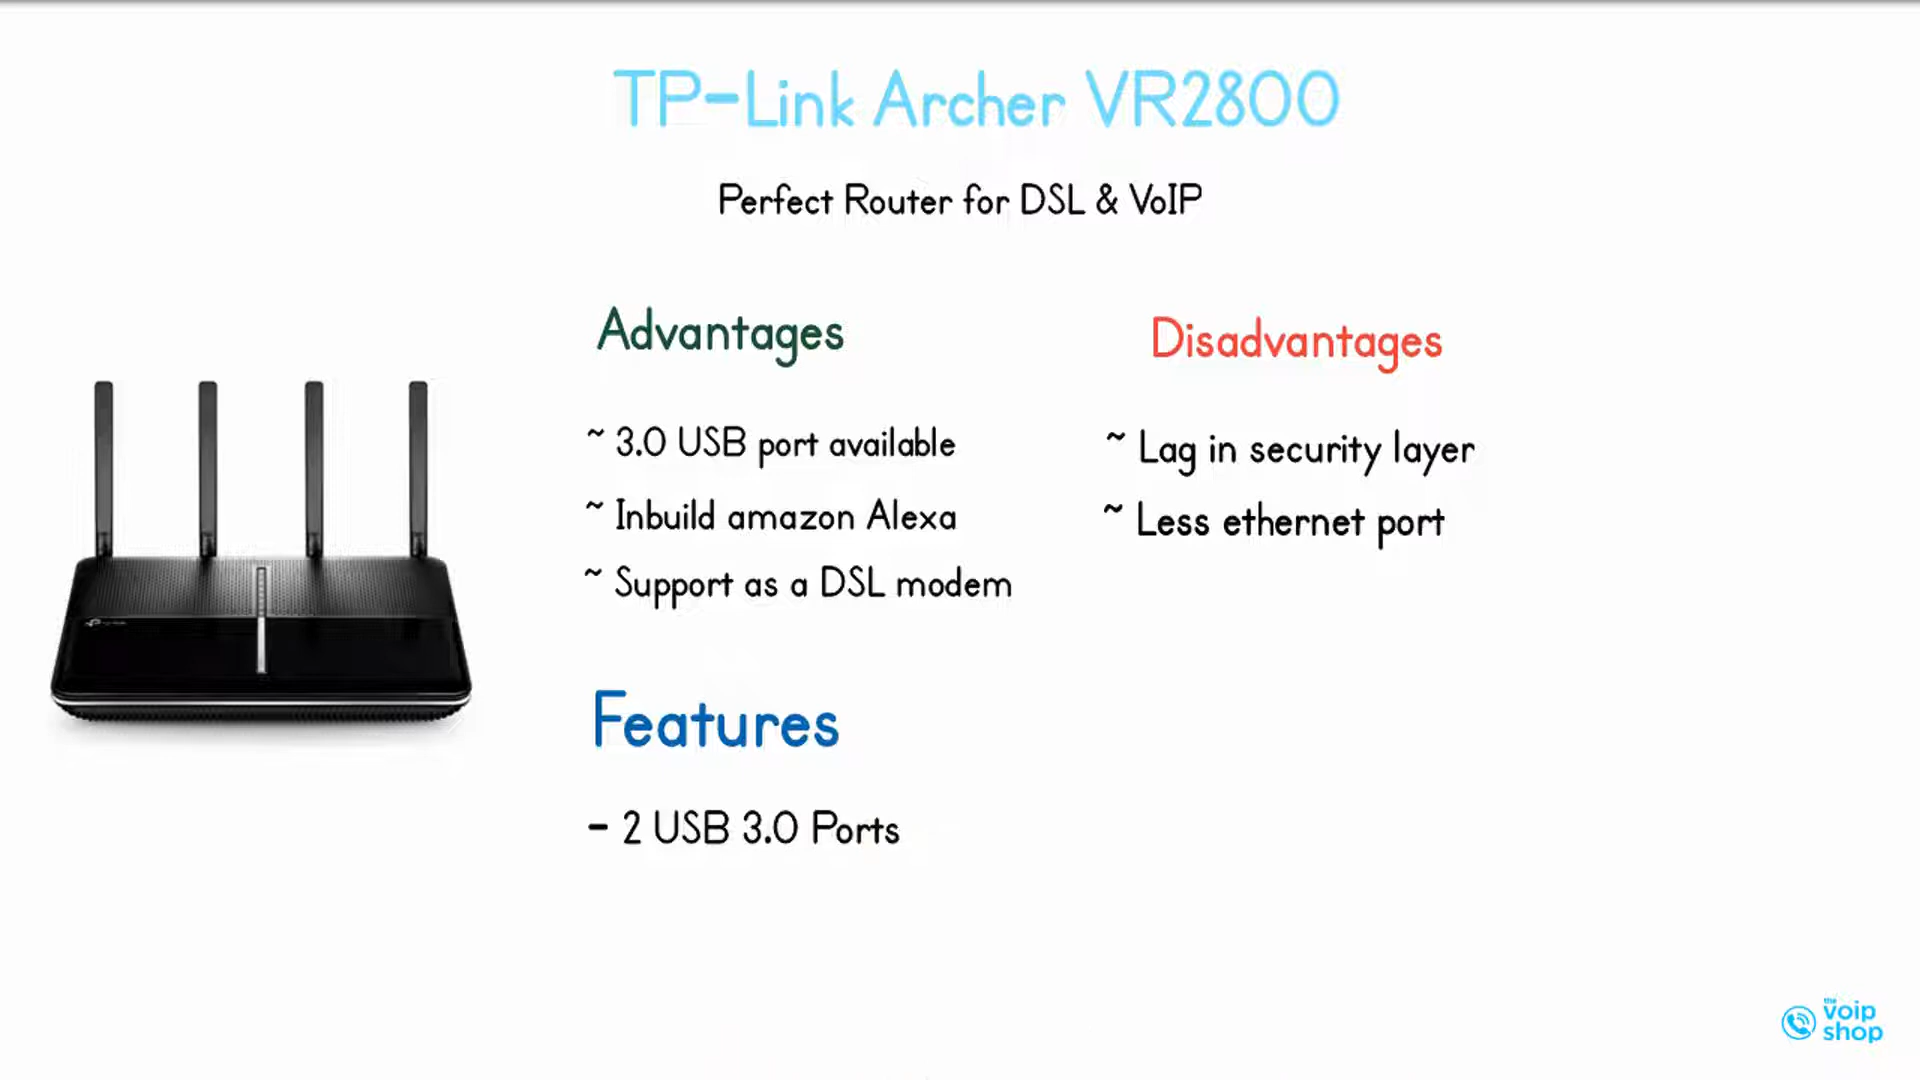 TP-Link Archer VR2800
Perfect Router for DSL & VoIP
Advantages
~ 3.0 USB port available
~ Inbuild amazon Alexa
~ Support as a DSL modem
Disadvantages
~ Lag in security layer
~ Less ethernet port
Features
- 2 USB 3.0 Ports
the
voip
shop